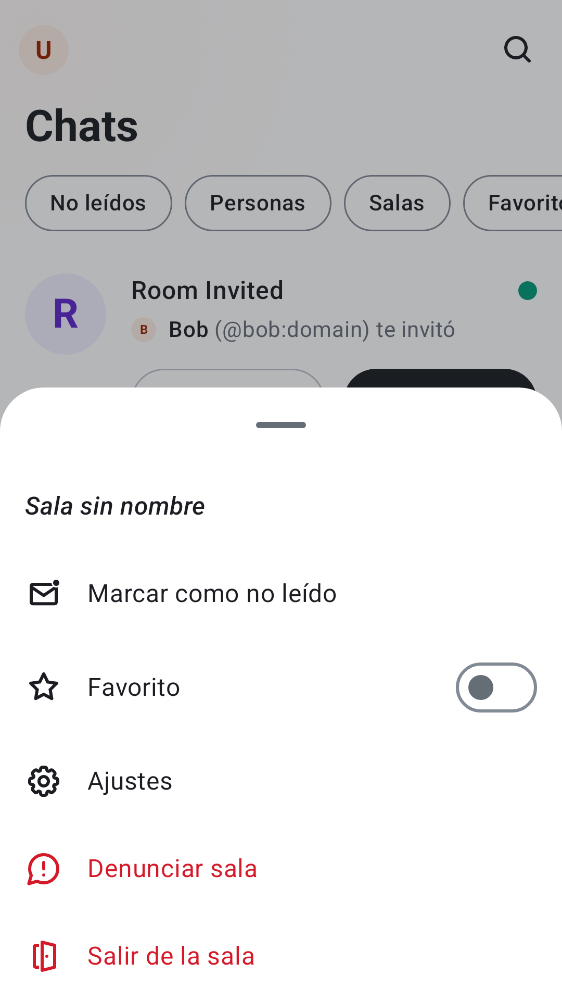 U
Chats
No leídos Personas Salas Favorito
R
Room Invited
B Bob (@bob:domain) te invitó
Sala sin nombre
Marcar como no leído
Favorito
Ajustes
Denunciar sala
Salir de la sala